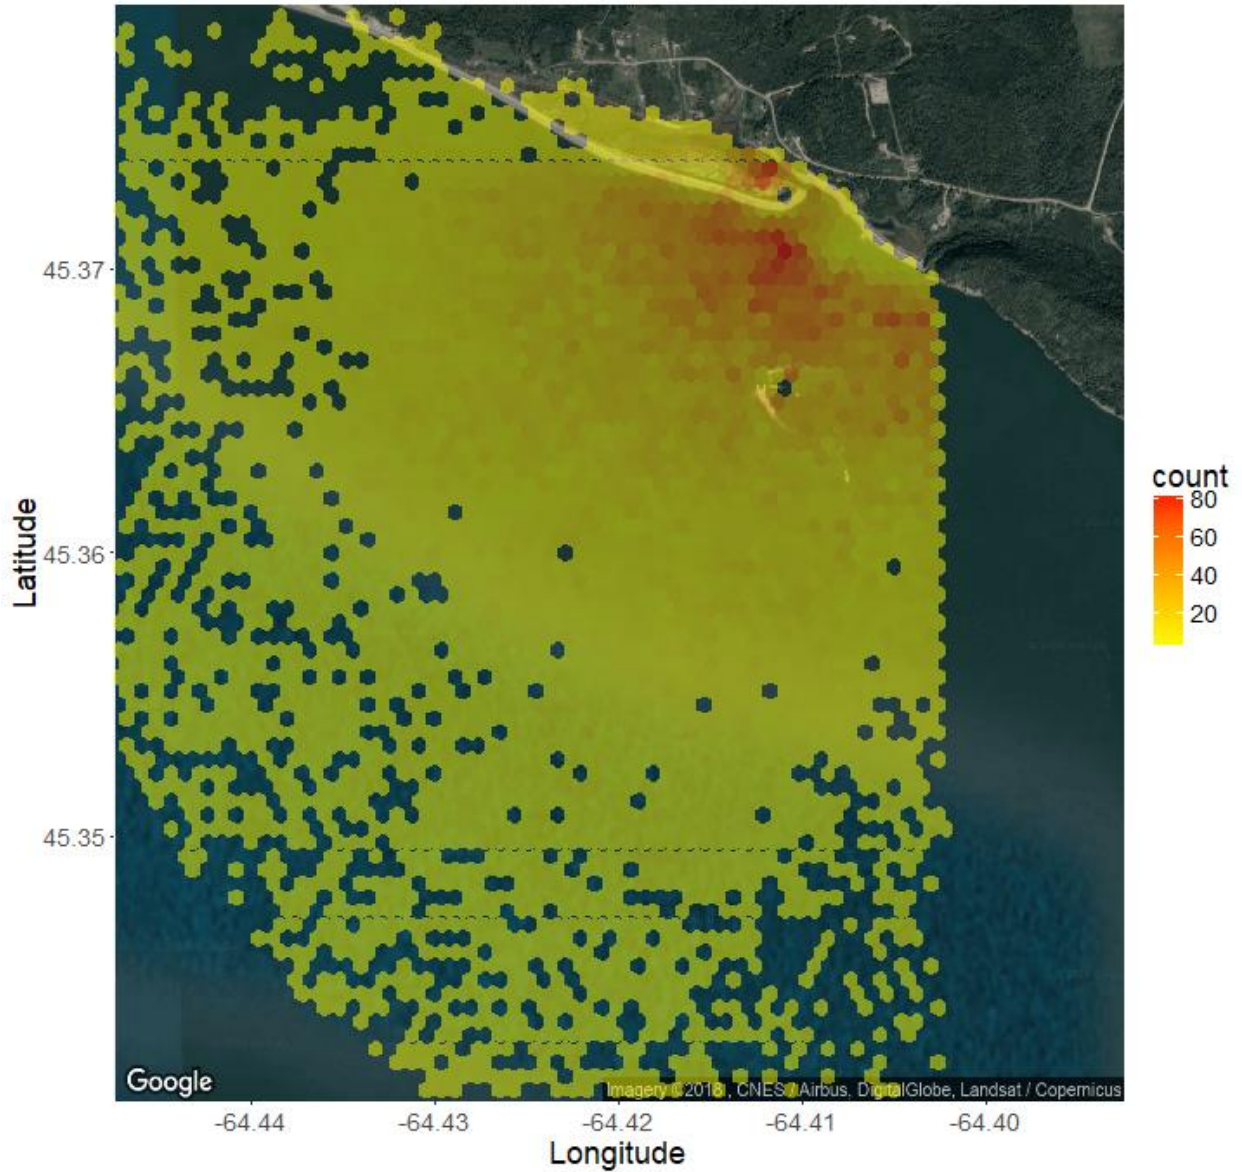 45.37
45.36
45.35
Latitude
-64.44
-64.43
-64.42
-64.41
-64.40
Longitude
count
80
60
40
20
Google
Imagery ©2018 , CNES / Airbus, DigitalGlobe, Landsat / Copernicus